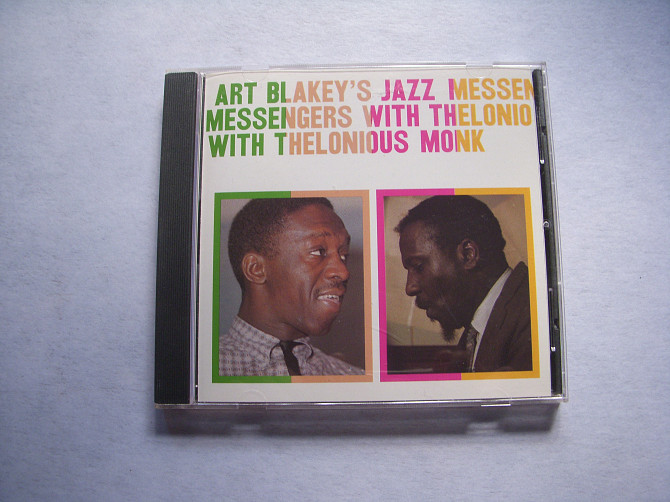 ART BLAKEY'S JAZZ MESSEN
MESSENGERS WITH THELONIO
WITH THELONIOUS MONK